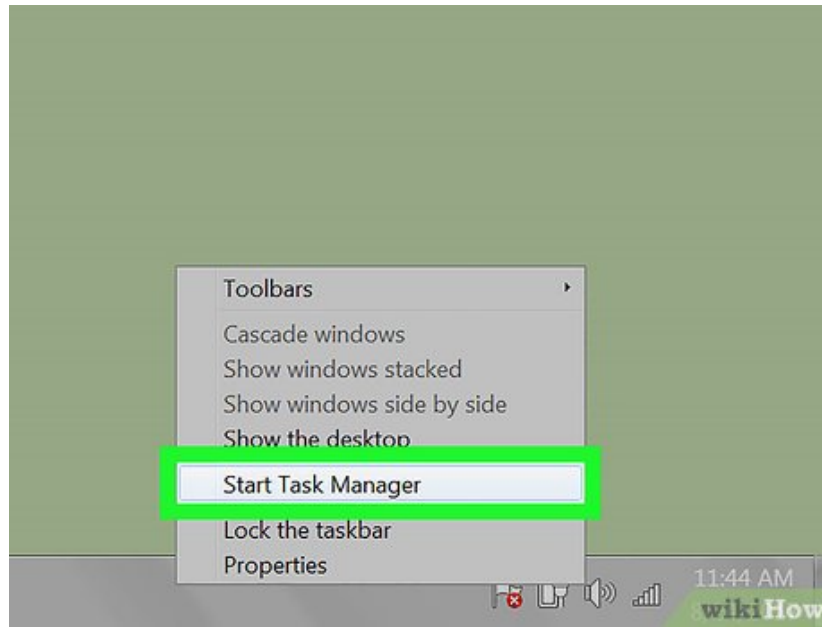 Toolbars
Cascade windows
Show windows stacked
Show windows side by side
Show the desktop
Start Task Manager
Lock the taskbar
Properties
11:44 AM
wikiHow